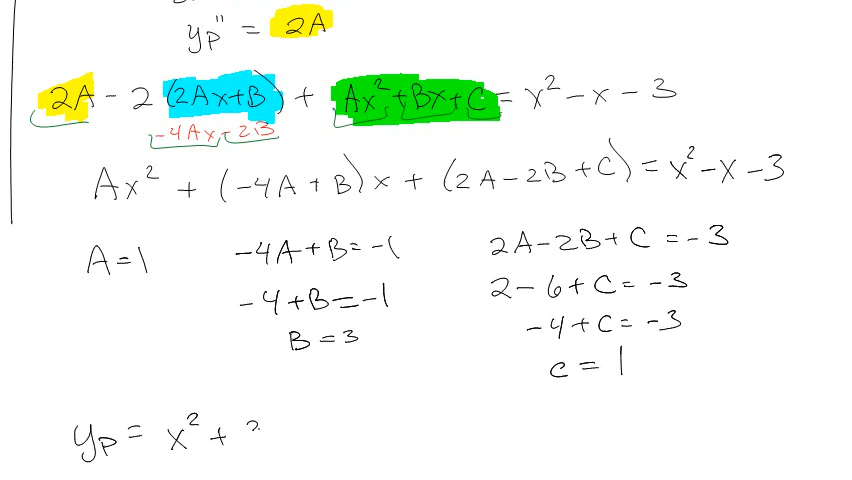 yp'' = 2A
2A - 2 (2Ax+B) + Ax² + Bx + C = x² - x - 3
-4Ax - 2B
Ax² + (-4A + B)x + (2A - 2B + C) = x² - x - 3
A = 1
-4A + B = -1
-4 + B = -1
B = 3
2A - 2B + C = -3
2 - 6 + C = -3
-4 + C = -3
C = 1
yp = x² +